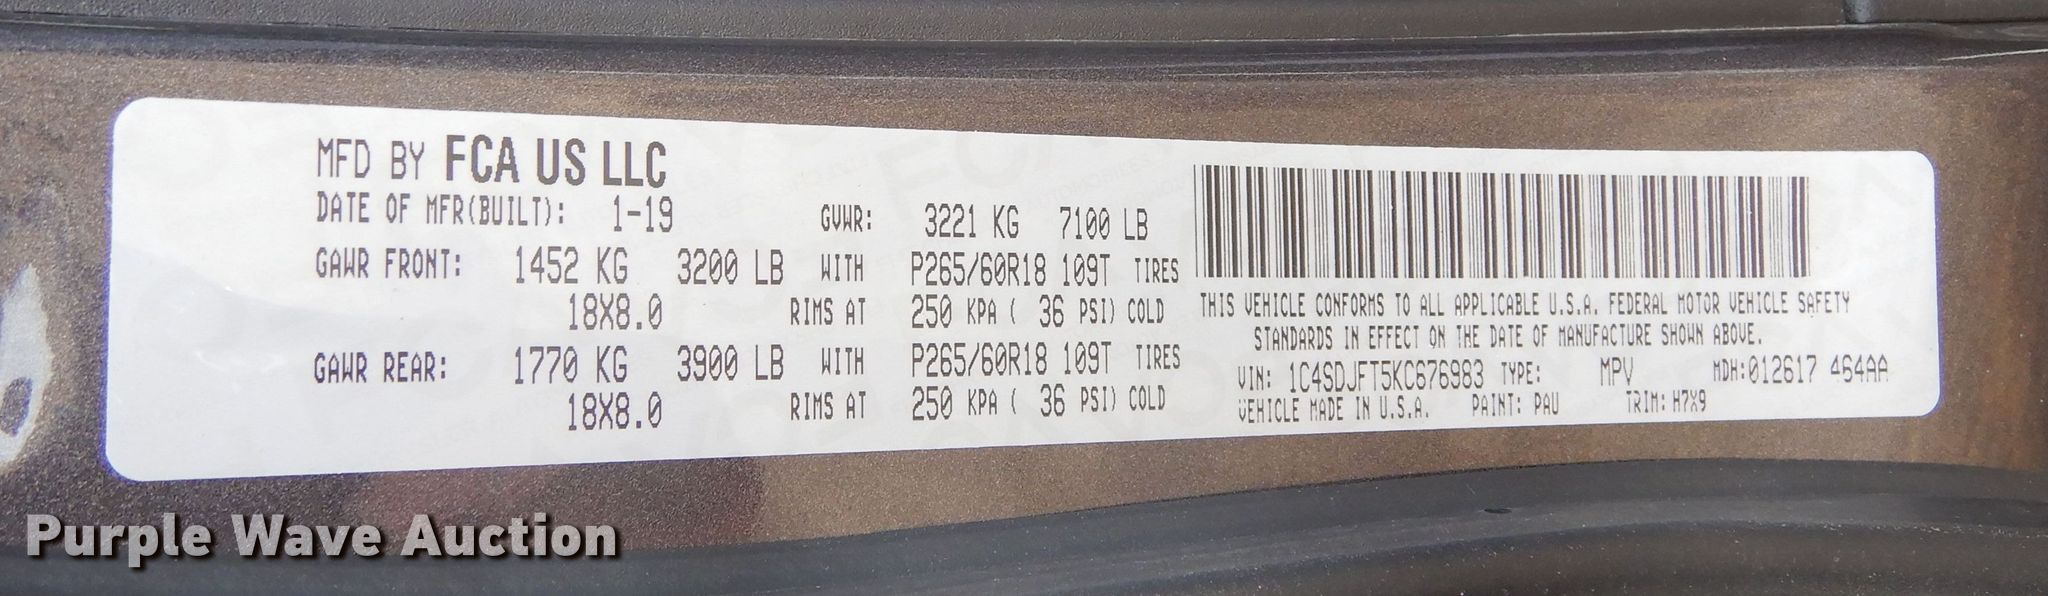 MFD BY FCA US LLC
DATE OF MFR(BUILT): 1-19 GVWR: 3221 KG 7100 LB
GAWR FRONT: 1452 KG 3200 LB WITH P265/60R18 109T TIRES
18X8.0 RIMS AT 250 KPA ( 36 PSI) COLD
GAWR REAR: 1770 KG 3900 LB WITH P265/60R18 109T TIRES
18X8.0 RIMS AT 250 KPA ( 36 PSI) COLD
THIS VEHICLE CONFORMS TO ALL APPLICABLE U.S.A. FEDERAL MOTOR VEHICLE SAFETY
STANDARDS IN EFFECT ON THE DATE OF MANUFACTURE SHOWN ABOVE.
VIN: 1C4SDJFT5KC676983 TYPE: MPV MDH:012617 464AA
VEHICLE MADE IN U.S.A. PAINT: PAU TRIM: H7X9
Purple Wave Auction